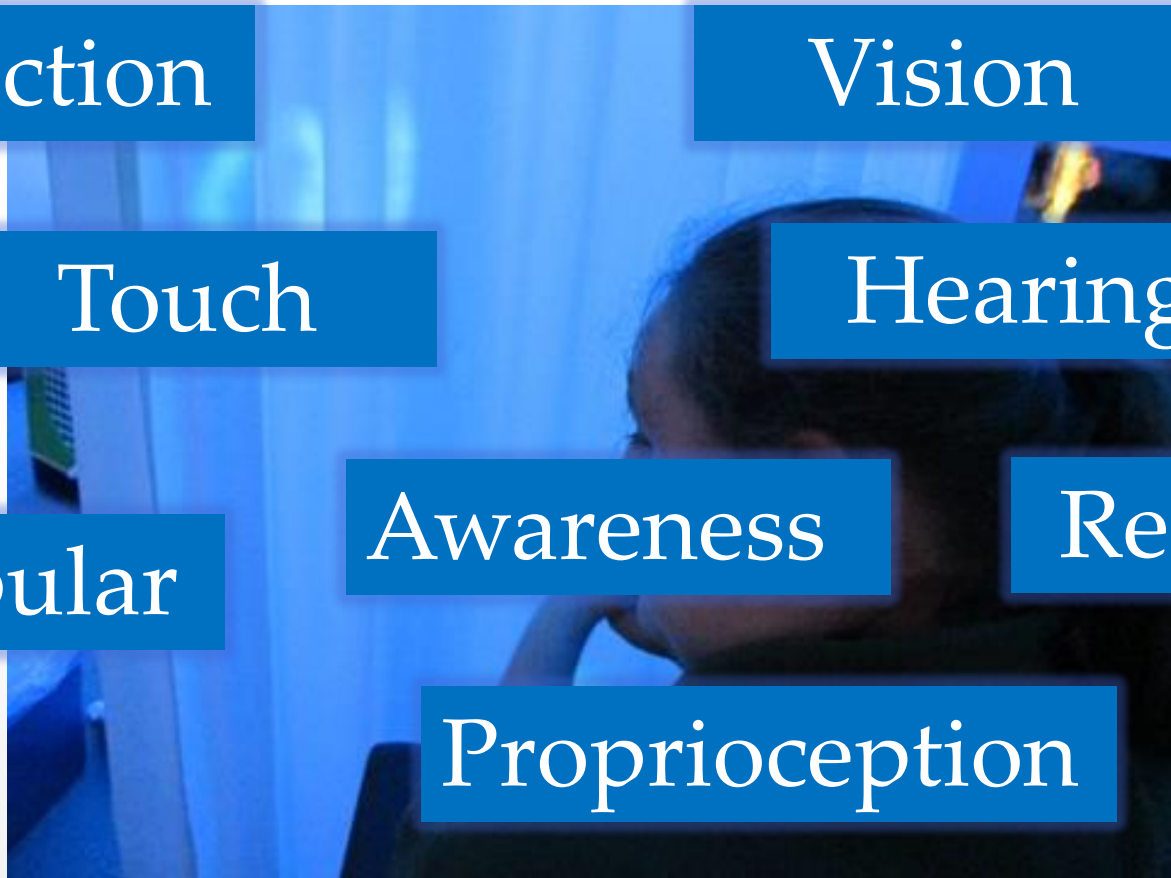 ction
Vision
Touch
Hearing
Awareness
Re
ular
Proprioception